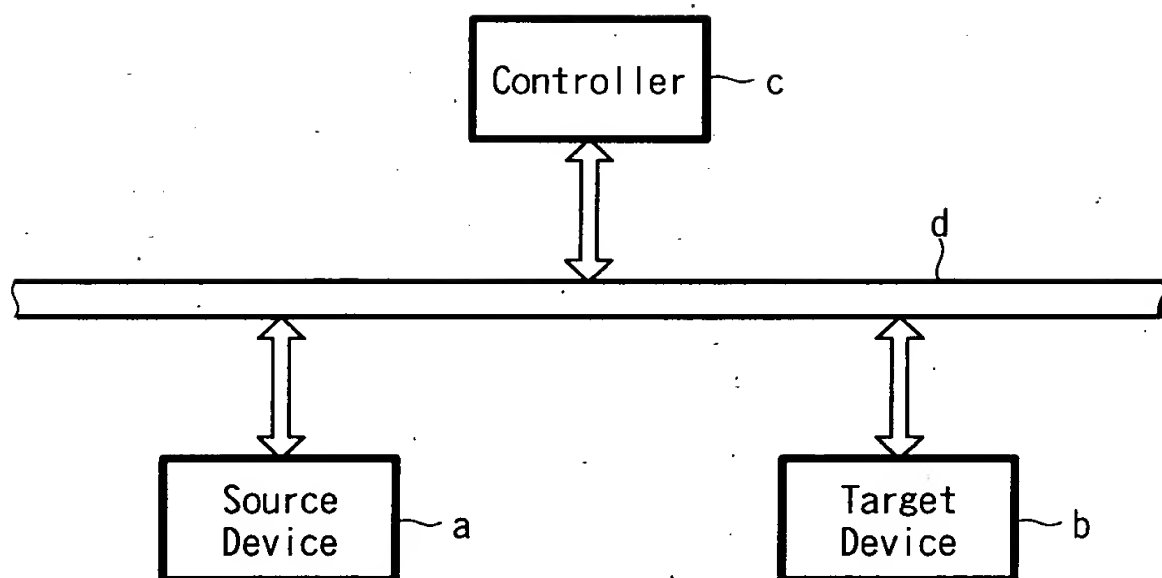 Controller
c
d
Source
Device
a
Target
Device
b